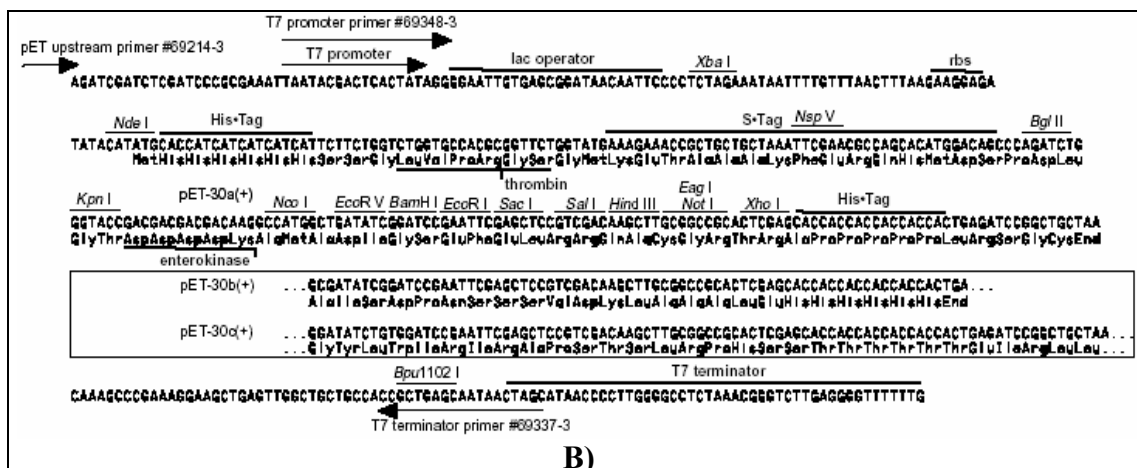 T7 promoter primer #69348-3
pET upstream primer #69214-3
T7 promoter
lac operator
Xba I
rbs
AGATCGATCTCGATCCCGCGAAATTAATACGACTCACTATAGGGGAATTGTGAGCGGATAACAATTCCCCTCTAGAAATAATTTTGTTTAACTTTAAGAAGGAGA
Nde I
His•Tag
S•Tag
Nsp V
Bgl II
TATACATATGCACCATCATCATCATCATTCTTCTGGTCTGGTGCCACGCGGTTCTGGTATGAAAGAAACCGCTGCTGCTAAATTCGAACGCCAGCACATGGACAGCCCAGATCTG
MetHisHisHisHisHisHisSerSerGlyLeuValProArgGlySerGlyMetLysGluThrAlaAlaAlaLysPheGluArgGlnHisMetAspSerProAspLeu
thrombin
Kpn I
pET-30a(+)
Nco I
EcoR V
BamH I
EcoR I
Sac I
Sal I
Hind III
Eag I
Not I
Xho I
His•Tag
GGTACCGACGACGACGACAAGGCCATGGCTGATATCGGATCCGAATTCGAGCTCCGTCGACAAGCTTGCGGCCGCACTCGAGCACCACCACCACCACCACTGAGATCCGGCTGCTAA
GlyThrAspAspAspAspLysAlaMetAlaAspIleGlySerGluPheGluLeuArgArgGlnAlaCysGlyArgThrArgAlaProProProProProProLeuArgSerGlyCysEnd
enterokinase
pET-30b(+)
...GCGATATCGGATCCGAATTCGAGCTCCGTCGACAAGCTTGCGGCCGCACTCGAGCACCACCACCACCACCACTGA...
AlaIleSerAspProAsnSerSerSerValAspLysLeuAlaAlaAlaLeuGluHisHisHisHisHisHisEnd
pET-30c(+)
...GGATATCTGTGGATCCGAATTCGAGCTCCGTCGACAAGCTTGCGGCCGCACTCGAGCACCACCACCACCACCACTGAGATCCGGCTGCTAA...
GlyTyrLeuTrpIleArgIleArgAlaProSerThrSerLeuArgProHisSerSerThrThrThrThrThrThrGluIleArgLeuLeu...
Bpu1102 I
T7 terminator
CAAAGCCCGAAAGGAAGCTGAGTTGGCTGCTGCCACCGCTGAGCAATAACTAGCATAACCCCTTGGGGCCTCTAAACGGGTCTTGAGGGGTTTTTTG
T7 terminator primer #69337-3
B)